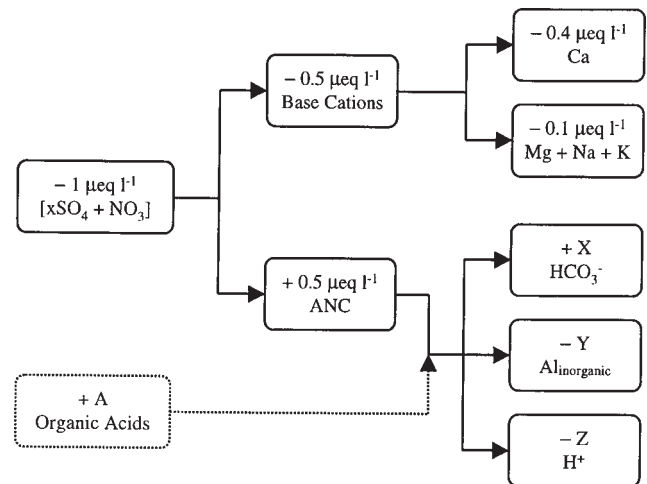 − 0.4 µeq l⁻¹
Ca
− 0.5 µeq l⁻¹
Base Cations
− 0.1 µeq l⁻¹
Mg + Na + K
− 1 µeq l⁻¹
[xSO₄ + NO₃]
+ X
HCO₃⁻
+ 0.5 µeq l⁻¹
ANC
− Y
Alinorganic
+ A
Organic Acids
− Z
H⁺